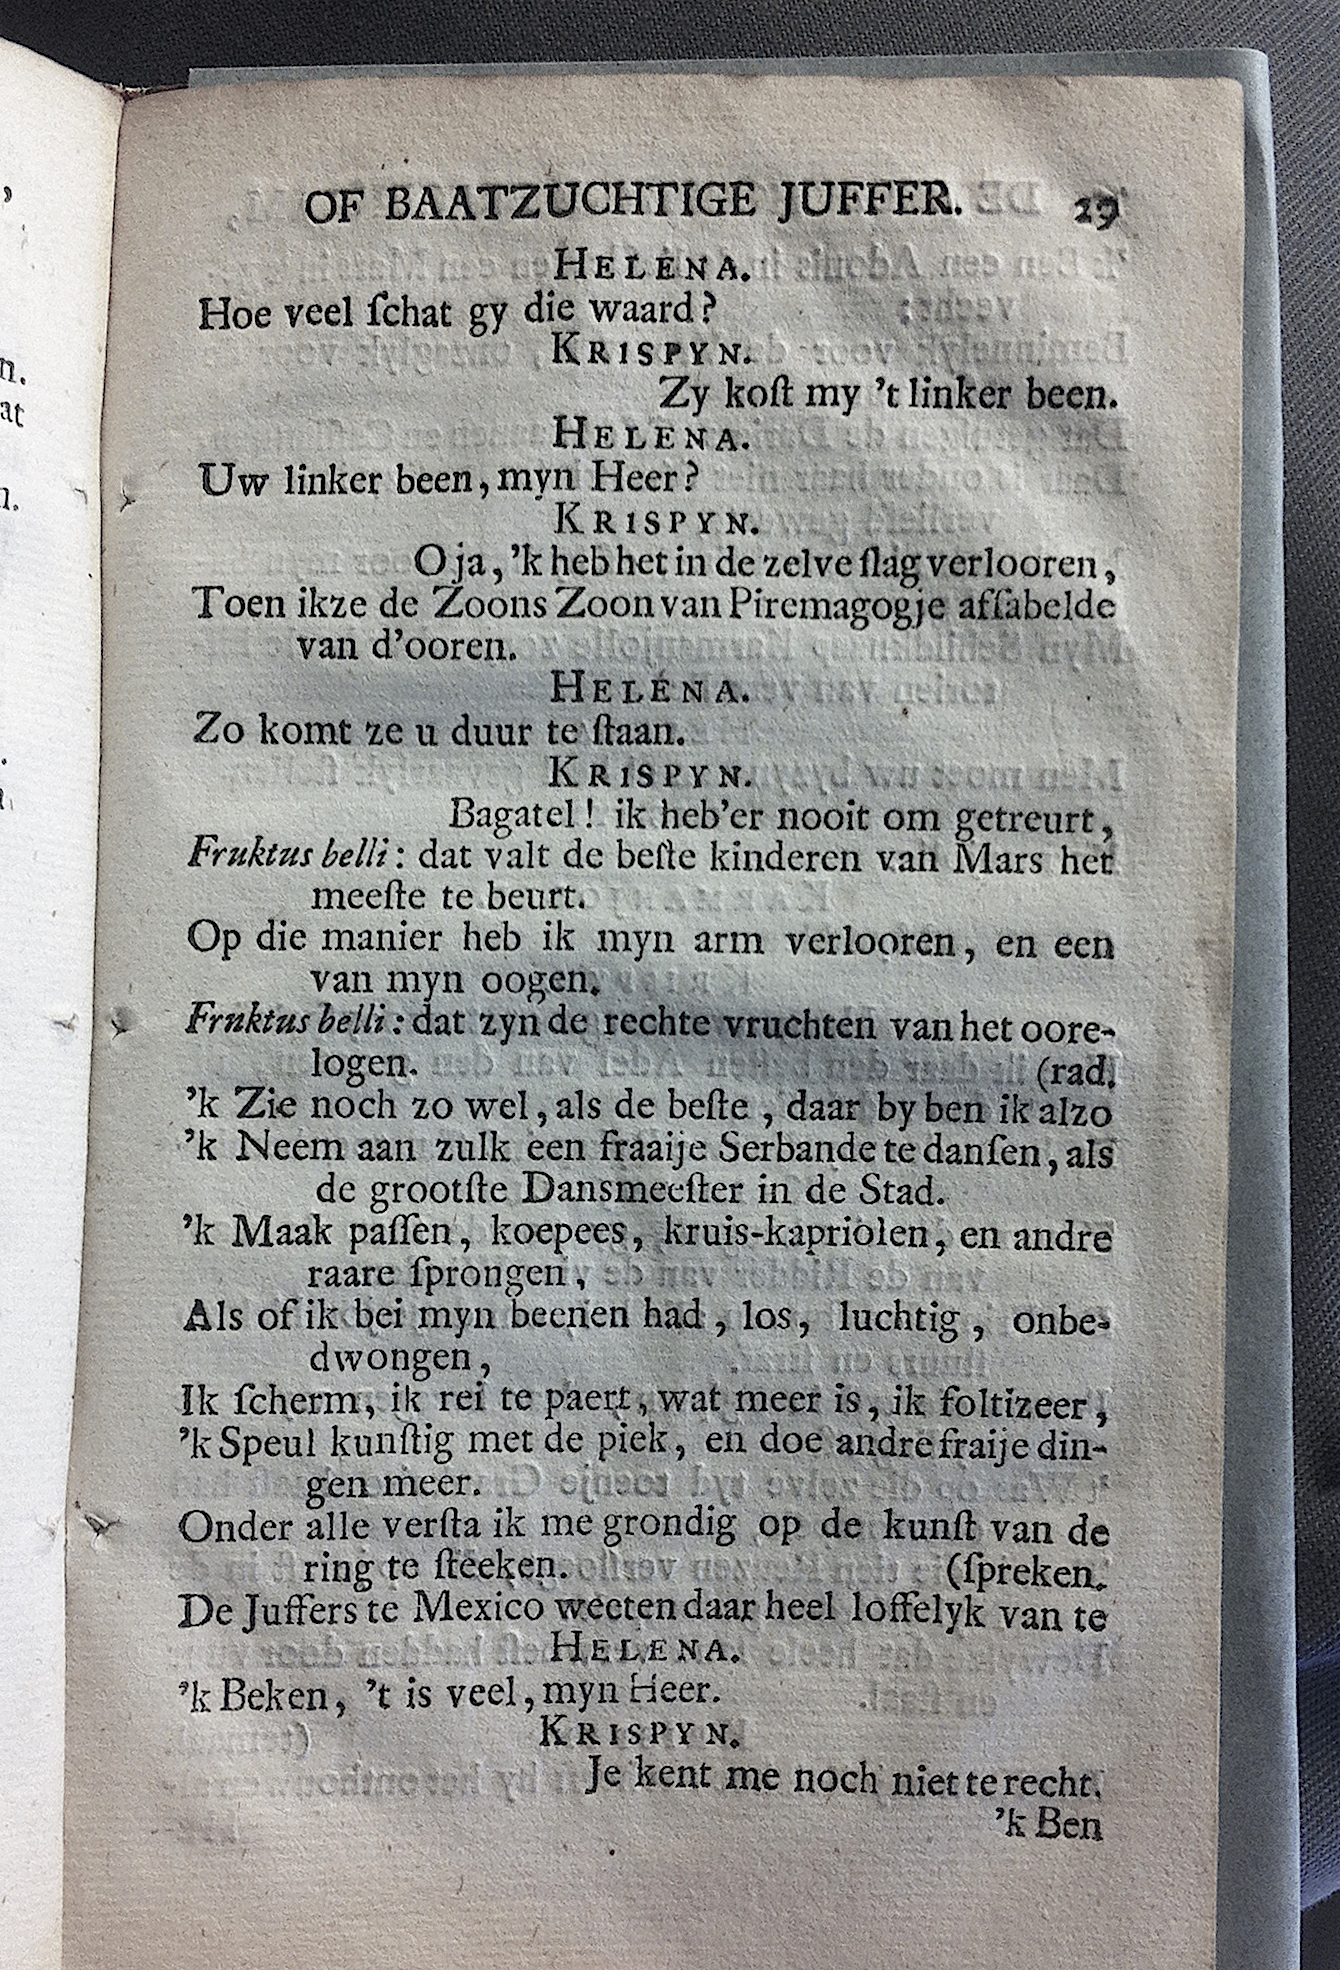 OF BAATZUCHTIGE JUFFER. 29
HELENA.
Hoe veel ſchat gy die waard?
KRISPYN.
Zy koſt my 't linker been.
HELENA.
Uw linker been, myn Heer?
KRISPYN.
O ja, 'k heb het in de zelve ſlag verlooren,
Toen ikze de Zoons Zoon van Piremagogje afſabelde
van d'ooren.
HELÉNA.
Zo komt ze u duur te ſtaan.
KRISPYN.
Bagatel! ik heb'er nooit om getreurt,
Fruktus belli: dat valt de beſte kinderen van Mars het
meeſte te beurt.
Op die manier heb ik myn arm verlooren, en een
van myn oogen.
Fruktus belli: dat zyn de rechte vruchten van het oore-
logen. (rad.
'k Zie noch zo wel, als de beſte, daar by ben ik alzo
'k Neem aan zulk een fraaije Serbande te danſen, als
de grootſte Dansmeeſter in de Stad.
'k Maak paſſen, koepees, kruis-kapriolen, en andre
raare ſprongen,
Als of ik bei myn beenen had, los, luchtig, onbe-
dwongen,
Ik ſcherm, ik rei te paert, wat meer is, ik foltizeer,
'k Speul kunſtig met de piek, en doe andre fraije din-
gen meer.
Onder alle verſta ik me grondig op de kunſt van de
ring te ſteeken. (ſpreken.
De Juffers te Mexico weeten daar heel loffelyk van te
HELENA.
'k Beken, 't is veel, myn Heer.
KRISPYN.
Je kent me noch niet te recht.
'k Ben
n.
at
n.